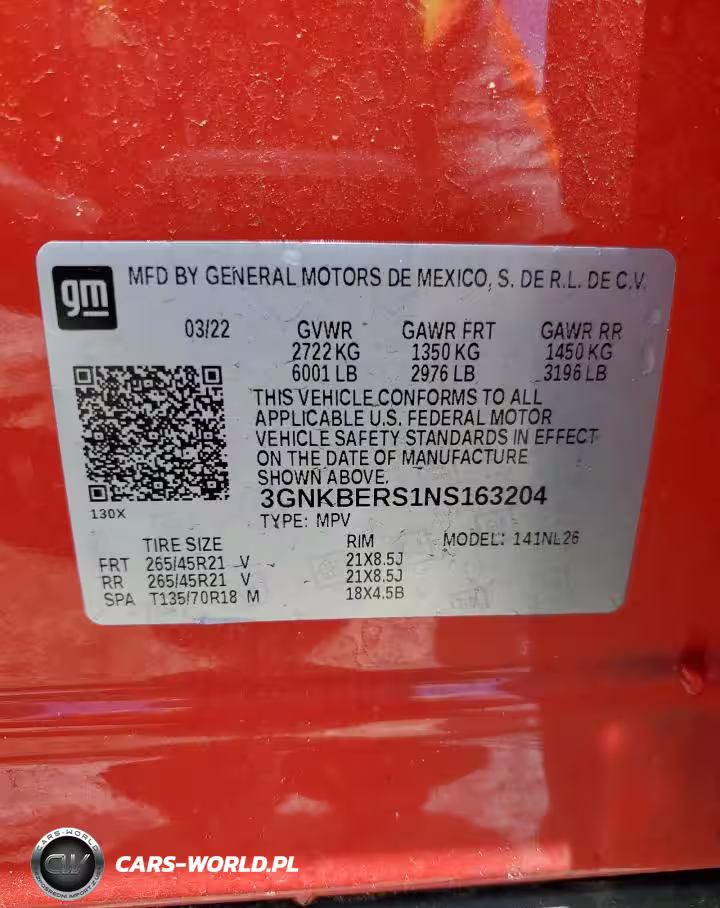 gm
MFD BY GENERAL MOTORS DE MEXICO, S. DE R.L. DE C.V.
03/22 GVWR GAWR FRT GAWR RR
2722 KG 1350 KG 1450 KG
6001 LB 2976 LB 3196 LB
THIS VEHICLE CONFORMS TO ALL
APPLICABLE U.S. FEDERAL MOTOR
VEHICLE SAFETY STANDARDS IN EFFECT
ON THE DATE OF MANUFACTURE
SHOWN ABOVE.
3GNKBERS1NS163204
130X
TYPE: MPV
TIRE SIZE RIM MODEL: 141NL26
FRT 265/45R21 V 21X8.5J
RR 265/45R21 V 21X8.5J
SPA T135/70R18 M 18X4.5B
CARS-WORLD
CW
CARS-WORLD.PL